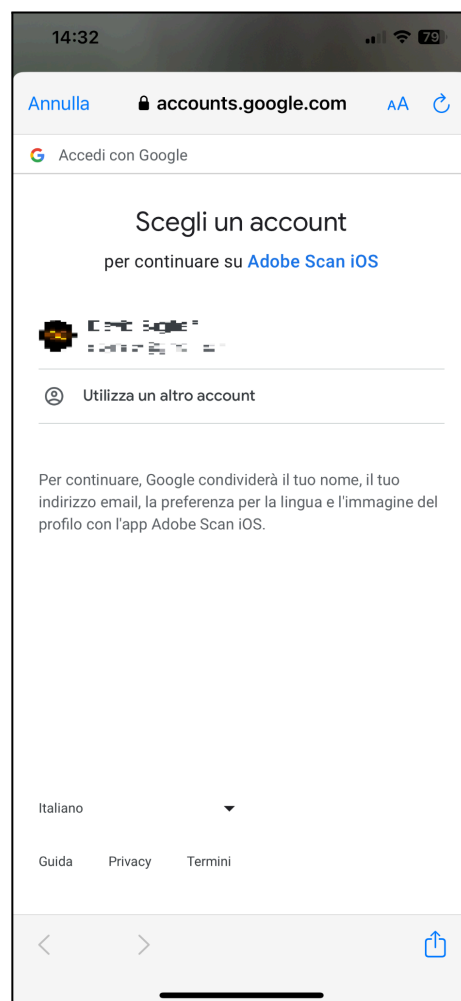 14:32
79
Annulla accounts.google.com AA
Accedi con Google
Scegli un account
per continuare su Adobe Scan iOS
Utilizza un altro account
Per continuare, Google condividerà il tuo nome, il tuo
indirizzo email, la preferenza per la lingua e l'immagine del
profilo con l'app Adobe Scan iOS.
Italiano
Guida Privacy Termini